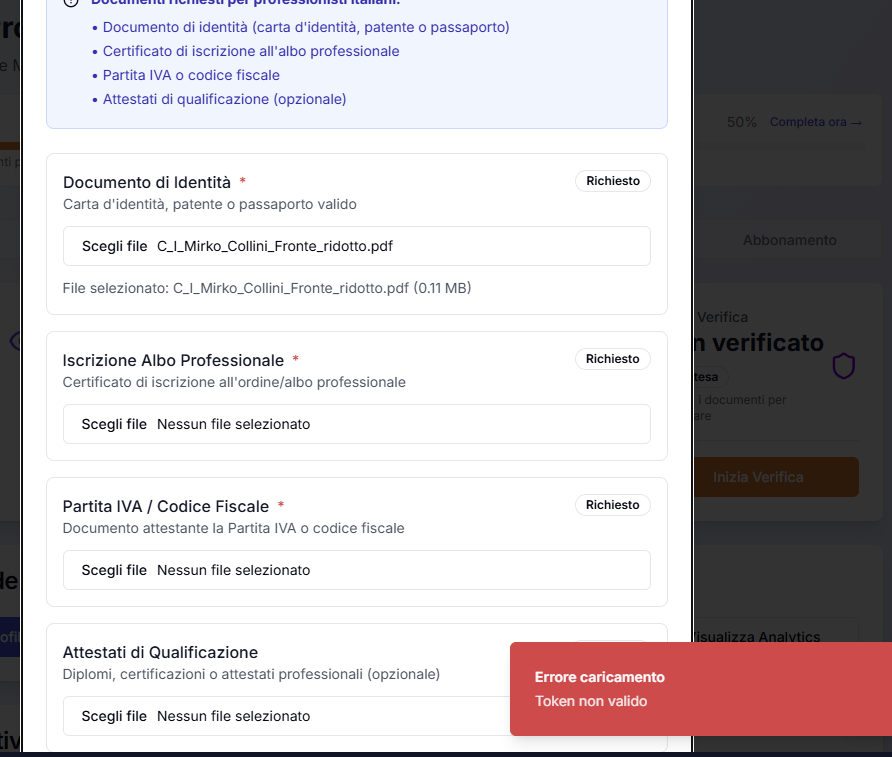 Documenti richiesti per professionisti italiani:
• Documento di identità (carta d'identità, patente o passaporto)
• Certificato di iscrizione all'albo professionale
• Partita IVA o codice fiscale
• Attestati di qualificazione (opzionale)
50% Completa ora →
Documento di Identità *
Richiesto
Carta d'identità, patente o passaporto valido
Scegli file C_I_Mirko_Collini_Fronte_ridotto.pdf
File selezionato: C_I_Mirko_Collini_Fronte_ridotto.pdf (0.11 MB)
Abbonamento
Iscrizione Albo Professionale *
Richiesto
Certificato di iscrizione all'ordine/albo professionale
Scegli file Nessun file selezionato
Verifica
n verificato
tesa
i documenti per
are
Inizia Verifica
Partita IVA / Codice Fiscale *
Richiesto
Documento attestante la Partita IVA o codice fiscale
Scegli file Nessun file selezionato
Attestati di Qualificazione
Diplomi, certificazioni o attestati professionali (opzionale)
Scegli file Nessun file selezionato
Visualizza Analytics
Errore caricamento
Token non valido